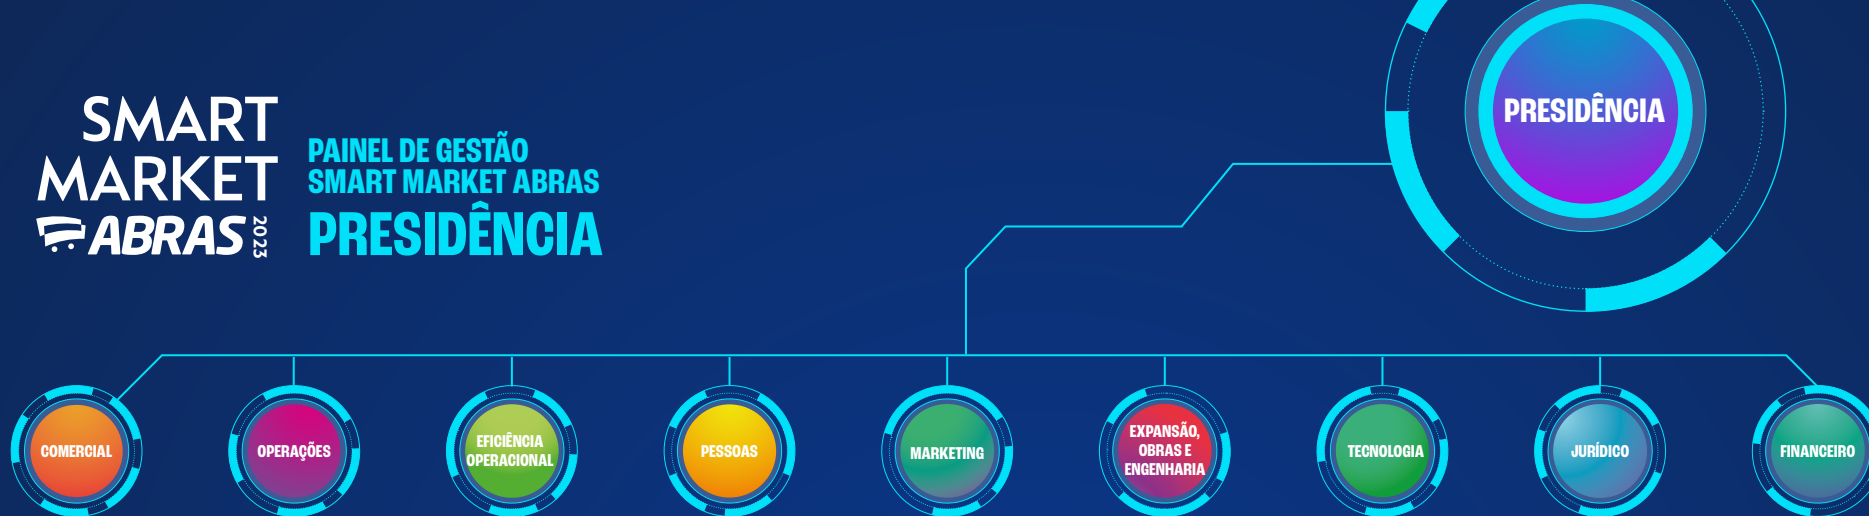 SMART
MARKET
ABRAS 2023
PAINEL DE GESTÃO
SMART MARKET ABRAS
PRESIDÊNCIA
PRESIDÊNCIA
COMERCIAL
OPERAÇÕES
EFICIÊNCIA
OPERACIONAL
PESSOAS
MARKETING
EXPANSÃO,
OBRAS E
ENGENHARIA
TECNOLOGIA
JURÍDICO
FINANCEIRO